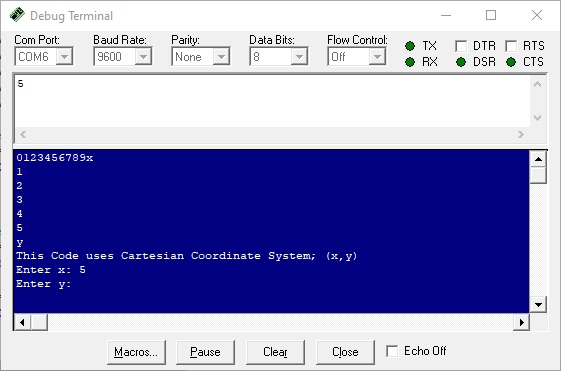 Debug Terminal
Com Port: Baud Rate: Parity: Data Bits: Flow Control:
COM6 9600 None 8 Off
TX DTR RTS
RX DSR CTS
5
0123456789x
1
2
3
4
5
y
This Code uses Cartesian Coordinate System; (x,y)
Enter x: 5
Enter y:
Macros... Pause Clear Close Echo Off